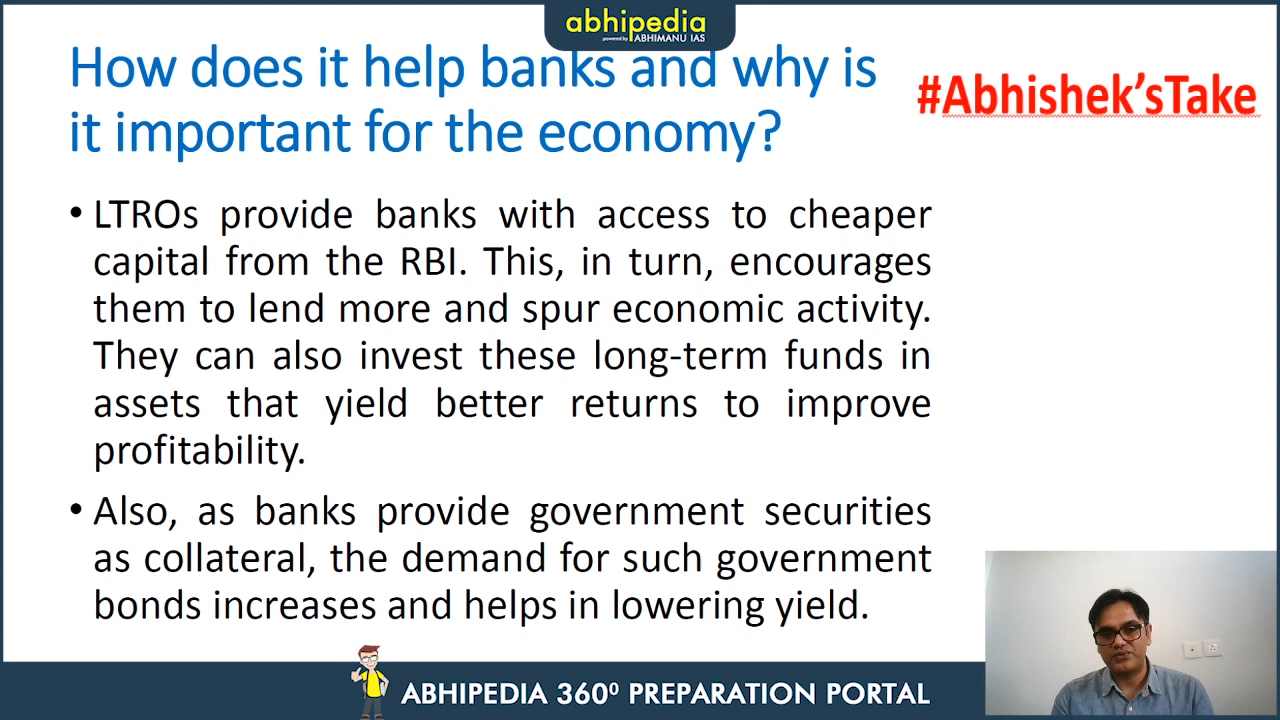 abhipedia
powered by ABHIMANU IAS
How does it help banks and why is
it important for the economy?
#Abhishek’sTake
• LTROs provide banks with access to cheaper
capital from the RBI. This, in turn, encourages
them to lend more and spur economic activity.
They can also invest these long-term funds in
assets that yield better returns to improve
profitability.
• Also, as banks provide government securities
as collateral, the demand for such government
bonds increases and helps in lowering yield.
ABHIPEDIA 360⁰ PREPARATION PORTAL